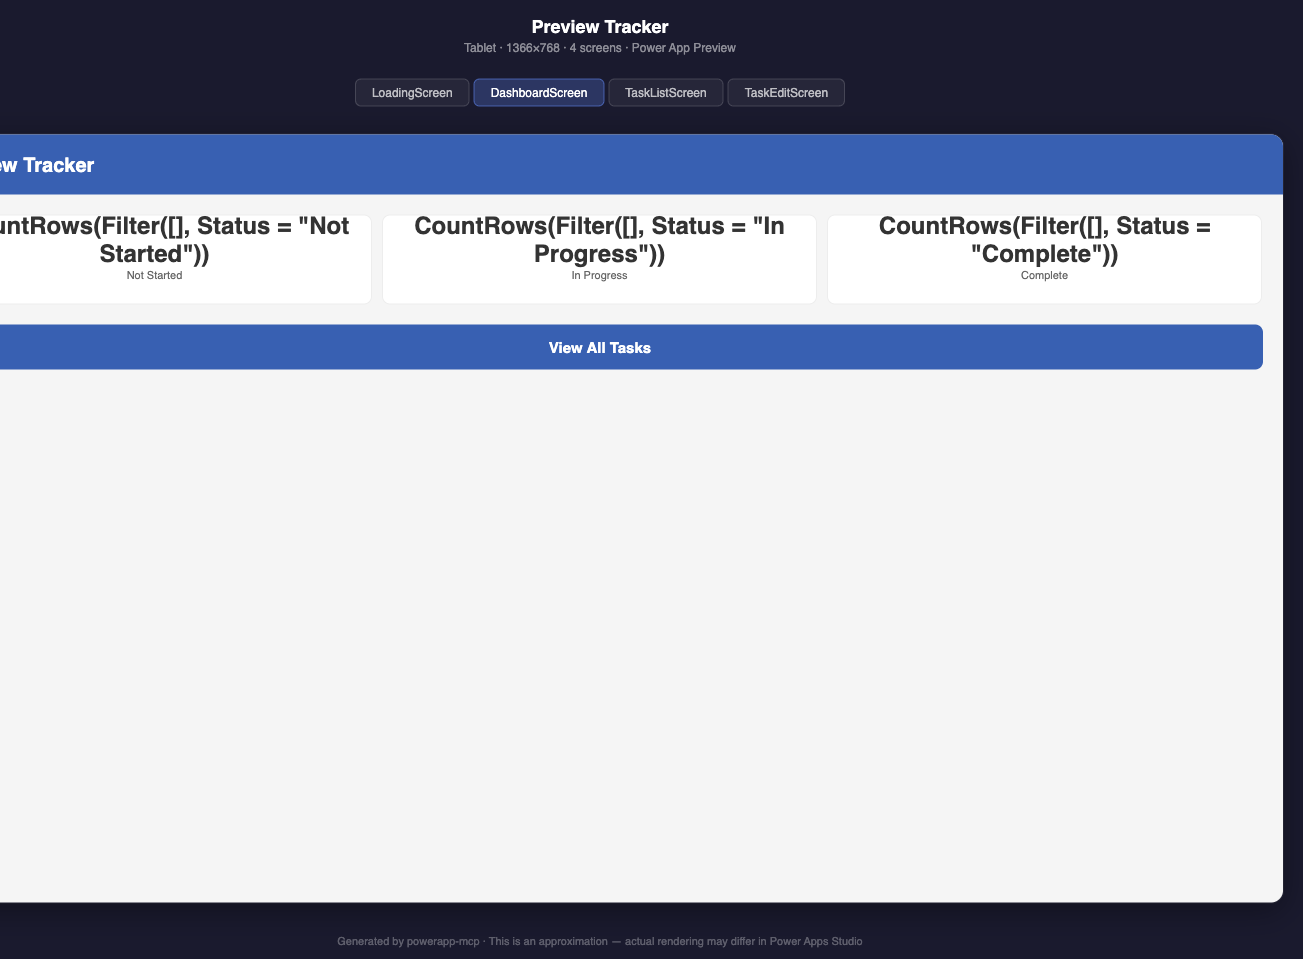 Preview Tracker
Tablet · 1366×768 · 4 screens · Power App Preview
LoadingScreen DashboardScreen TaskListScreen TaskEditScreen
ew Tracker
untRows(Filter([], Status = "Not
Started"))
Not Started
CountRows(Filter([], Status = "In
Progress"))
In Progress
CountRows(Filter([], Status =
"Complete"))
Complete
View All Tasks
Generated by powerapp-mcp · This is an approximation — actual rendering may differ in Power Apps Studio